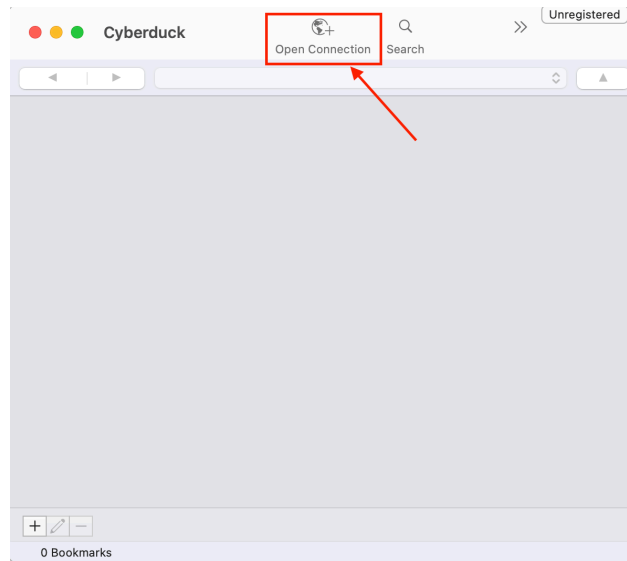 Unregistered
Cyberduck
Open Connection
Search
0 Bookmarks